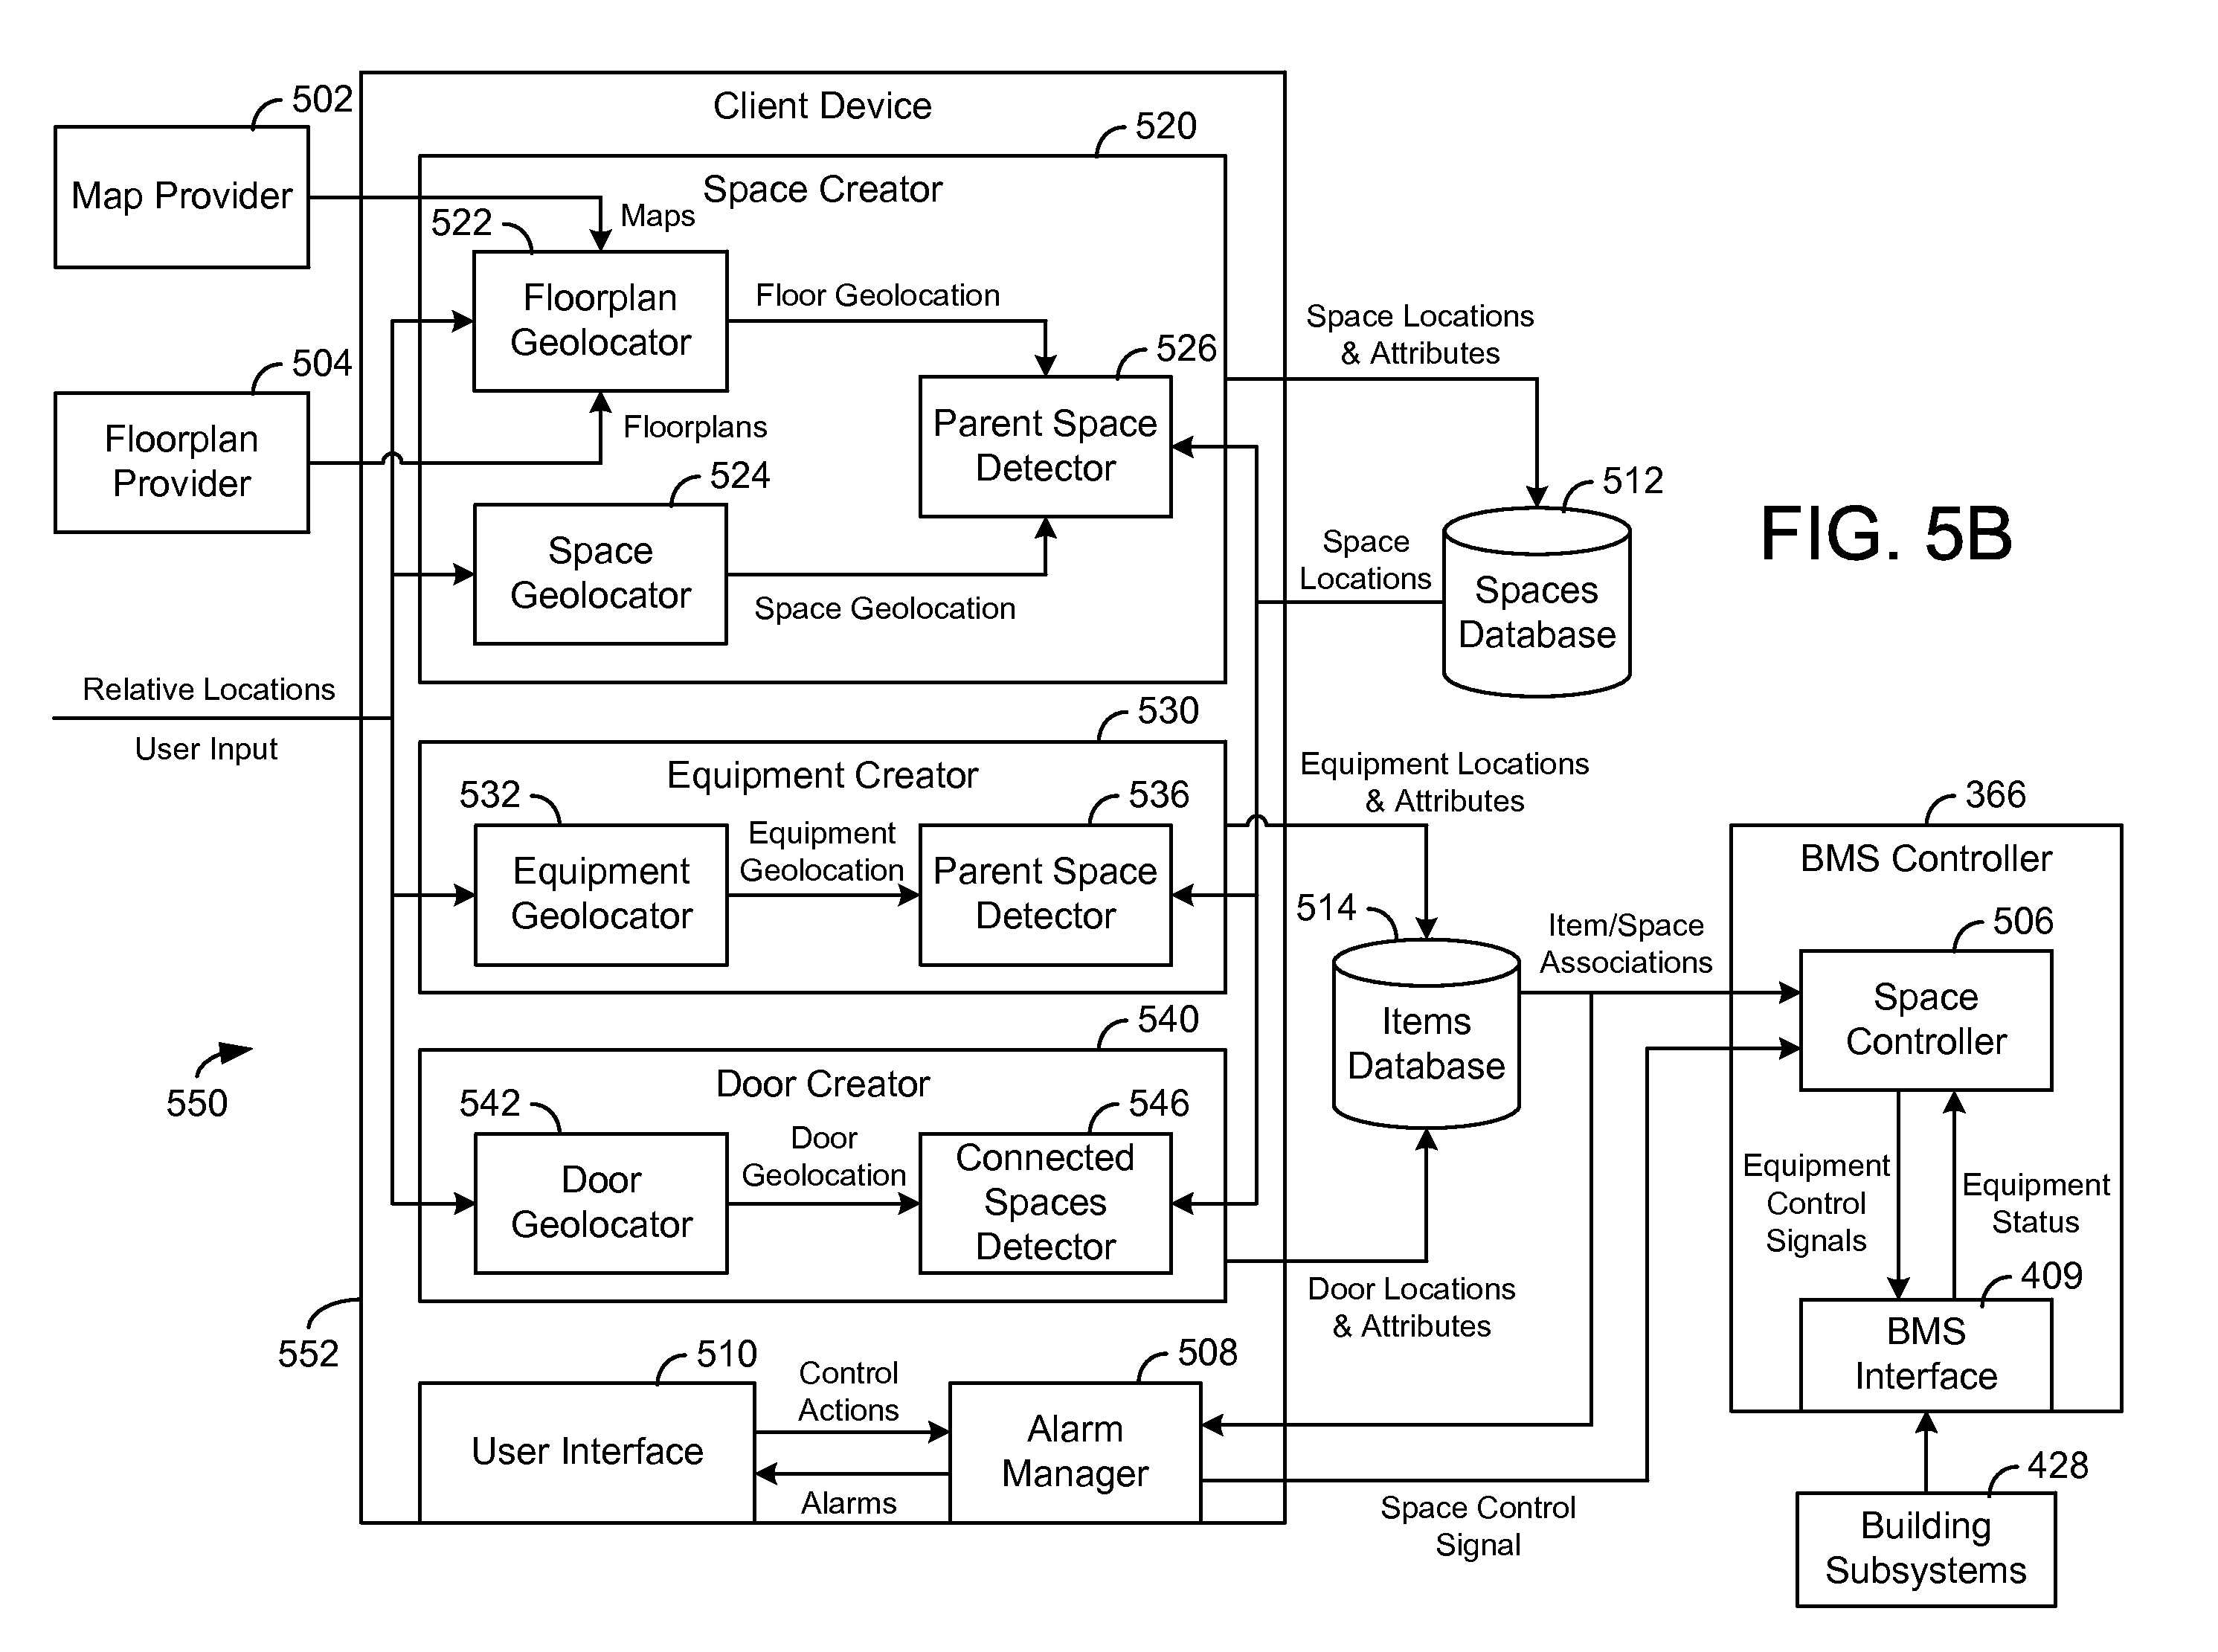 502
Map Provider
504
Floorplan
Provider
Relative Locations
User Input
550
552
Client Device
520
Space Creator
522
Maps
Floorplan
Geolocator
Floor Geolocation
Floorplans
526
Parent Space
Detector
524
Space
Geolocator
Space Geolocation
530
Equipment Creator
532
Equipment
Geolocator
Equipment
Geolocation
536
Parent Space
Detector
540
Door Creator
542
Door
Geolocator
Door
Geolocation
546
Connected
Spaces
Detector
510
User Interface
Control
Actions
Alarms
508
Alarm
Manager
Space Locations
& Attributes
512
Spaces
Database
Space
Locations
FIG. 5B
Equipment Locations
& Attributes
514
Items
Database
Item/Space
Associations
Door Locations
& Attributes
Space Control
Signal
366
BMS Controller
506
Space
Controller
Equipment
Control
Signals
Equipment
Status
409
BMS
Interface
428
Building
Subsystems